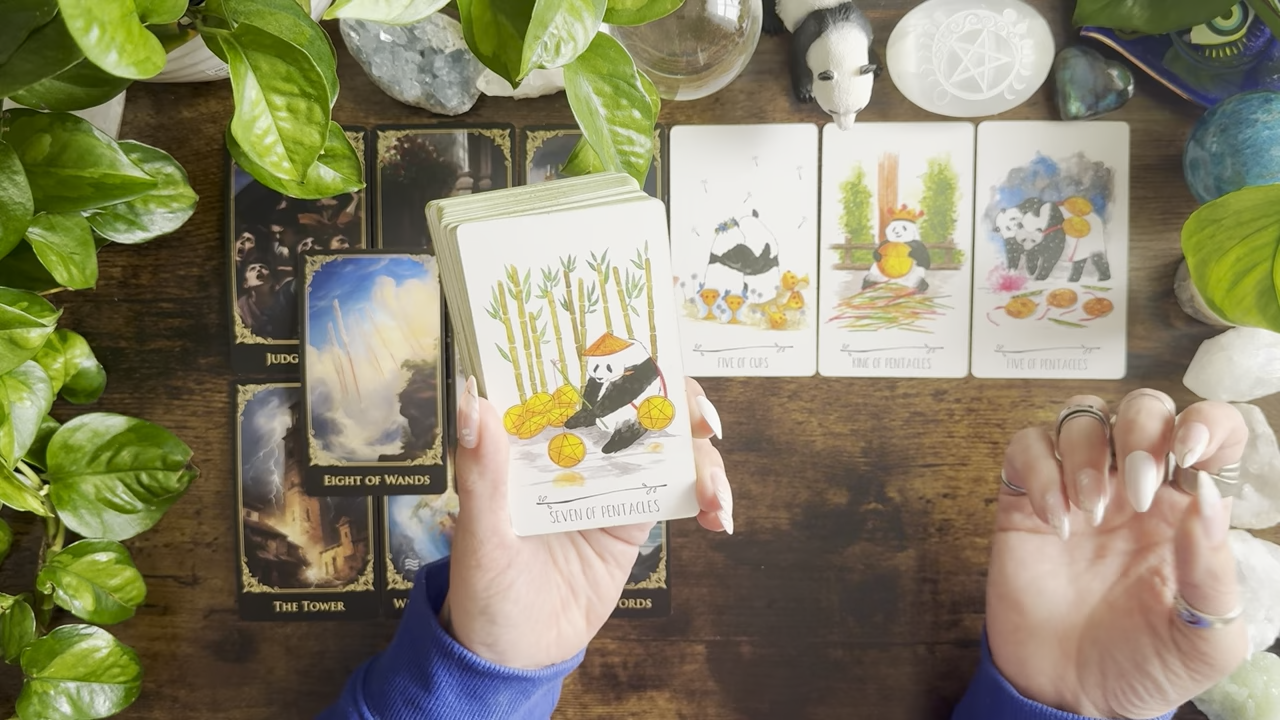 JUDG
FIVE OF CUPS
KING OF PENTACLES
FIVE OF PENTACLES
EIGHT OF WANDS
SEVEN OF PENTACLES
THE TOWER
W
ORDS